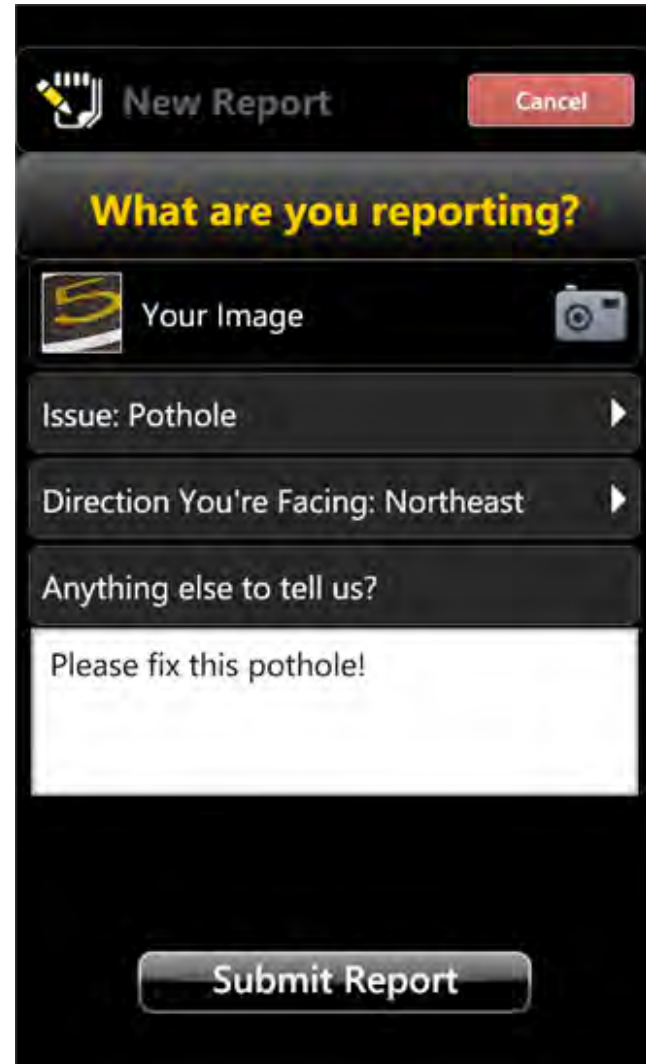 New Report
Cancel
What are you reporting?
Your Image
Issue: Pothole
Direction You're Facing: Northeast
Anything else to tell us?
Please fix this pothole!
Submit Report